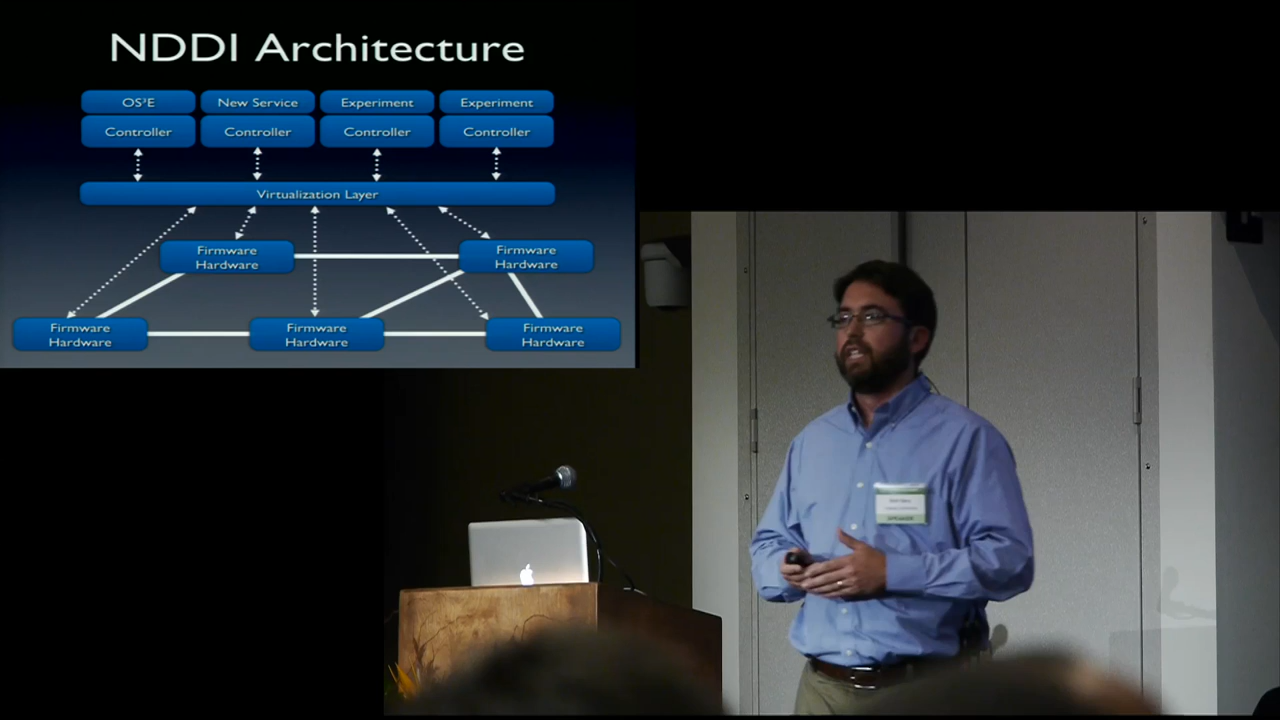 NDDI Architecture
OS³E
New Service
Experiment
Experiment
Controller
Controller
Controller
Controller
Virtualization Layer
Firmware
Hardware
Firmware
Hardware
Firmware
Hardware
Firmware
Hardware
Firmware
Hardware
SPEAKER